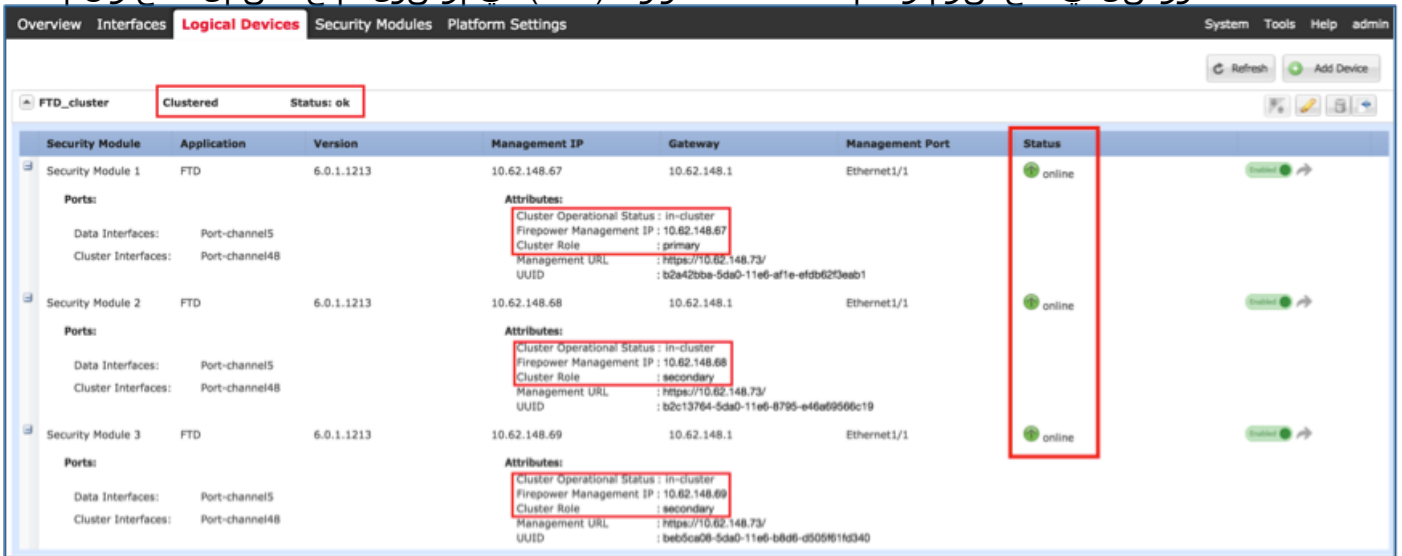 Overview Interfaces Logical Devices Security Modules Platform Settings System Tools Help admin
Refresh Add Device
FTD_cluster Clustered Status: ok
Security Module Application Version Management IP Gateway Management Port Status
Security Module 1 FTD 6.0.1.1213 10.62.148.67 10.62.148.1 Ethernet1/1 online Enabled
Ports: Attributes:
Cluster Operational Status : in-cluster
Data Interfaces: Port-channel5 Firepower Management IP : 10.62.148.67
Cluster Role : primary
Cluster Interfaces: Port-channel48 Management URL : https://10.62.148.73/
UUID : b2a42bba-5da0-11e6-af1e-efdb62f3eab1
Security Module 2 FTD 6.0.1.1213 10.62.148.68 10.62.148.1 Ethernet1/1 online Enabled
Ports: Attributes:
Cluster Operational Status : in-cluster
Data Interfaces: Port-channel5 Firepower Management IP : 10.62.148.68
Cluster Role : secondary
Cluster Interfaces: Port-channel48 Management URL : https://10.62.148.73/
UUID : b2c13764-5da0-11e6-8795-e46a69566c19
Security Module 3 FTD 6.0.1.1213 10.62.148.69 10.62.148.1 Ethernet1/1 online Enabled
Ports: Attributes:
Cluster Operational Status : in-cluster
Data Interfaces: Port-channel5 Firepower Management IP : 10.62.148.69
Cluster Role : secondary
Cluster Interfaces: Port-channel48 Management URL : https://10.62.148.73/
UUID : beb5ca08-5da0-11e6-b8d6-d505f61fd340